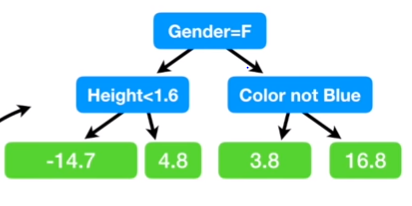 Gender=F
Height<1.6
Color not Blue
-14.7
4.8
3.8
16.8